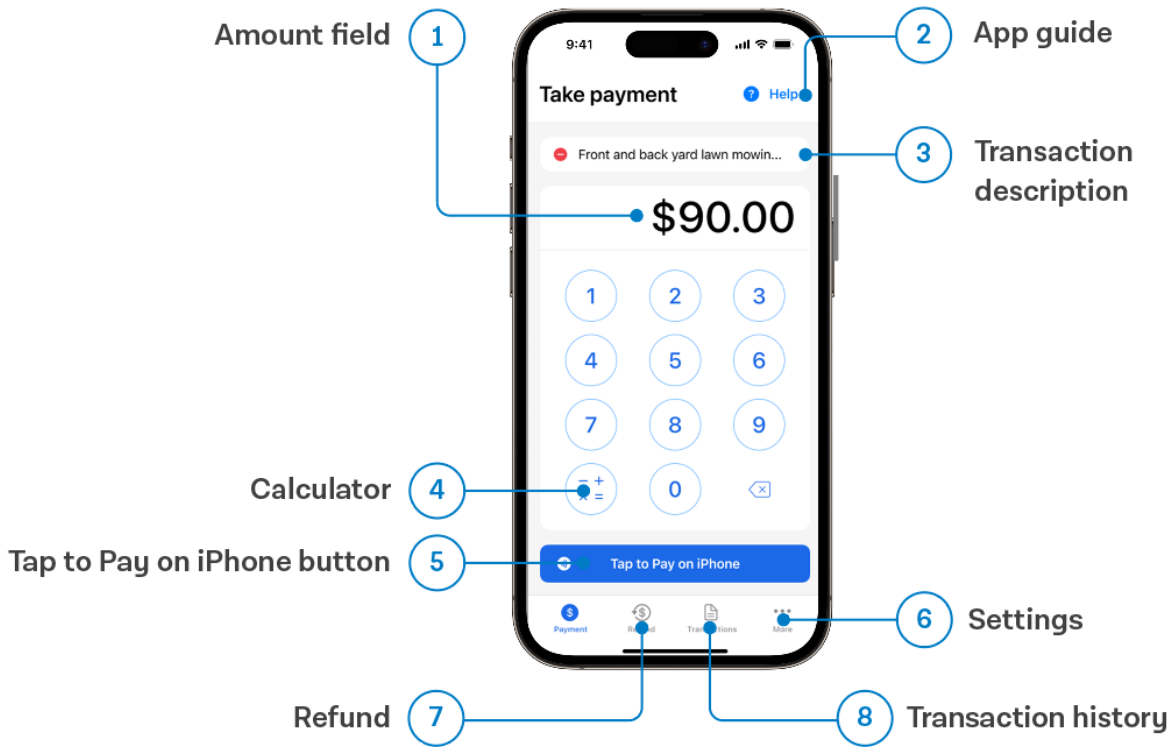 Amount field
1
2
App guide
9:41
Take payment
? Help
Front and back yard lawn mowin...
3
Transaction
description
$90.00
1 2 3
4 5 6
7 8 9
0
Calculator
4
Tap to Pay on iPhone button
5
Tap to Pay on iPhone
Payment
Transactions
More
6
Settings
Refund
7
8
Transaction history